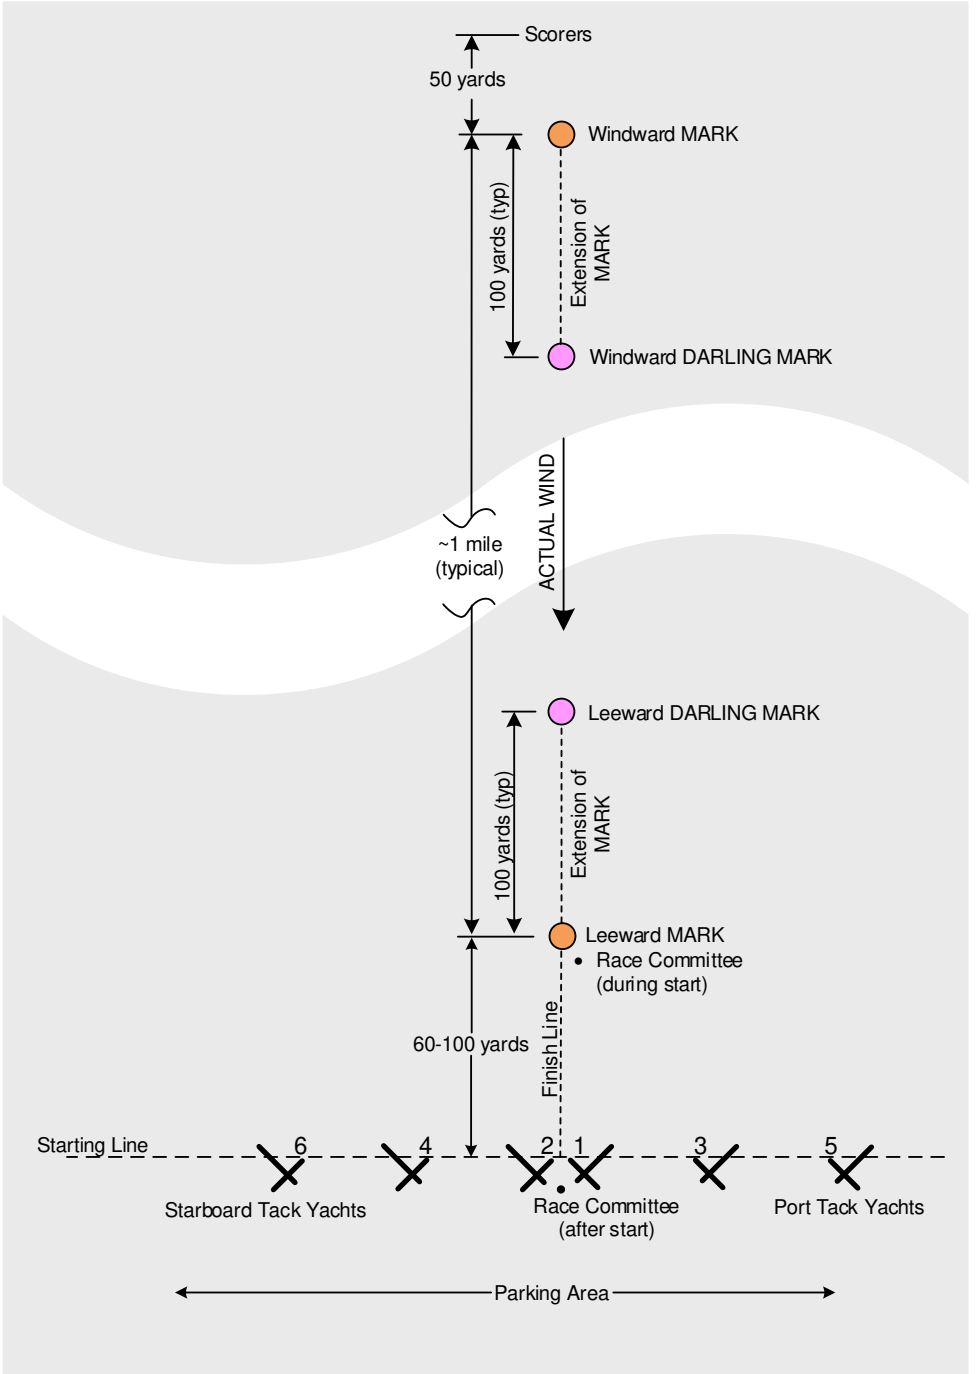 Scorers
50 yards
Windward MARK
100 yards (typ)
Extension of
MARK
Windward DARLING MARK
ACTUAL WIND
~1 mile
(typical)
Leeward DARLING MARK
100 yards (typ)
Extension of
MARK
Leeward MARK
• Race Committee
(during start)
60-100 yards
Finish Line
Starting Line
6 4 2 1 3 5
Starboard Tack Yachts
Race Committee
(after start)
Port Tack Yachts
Parking Area